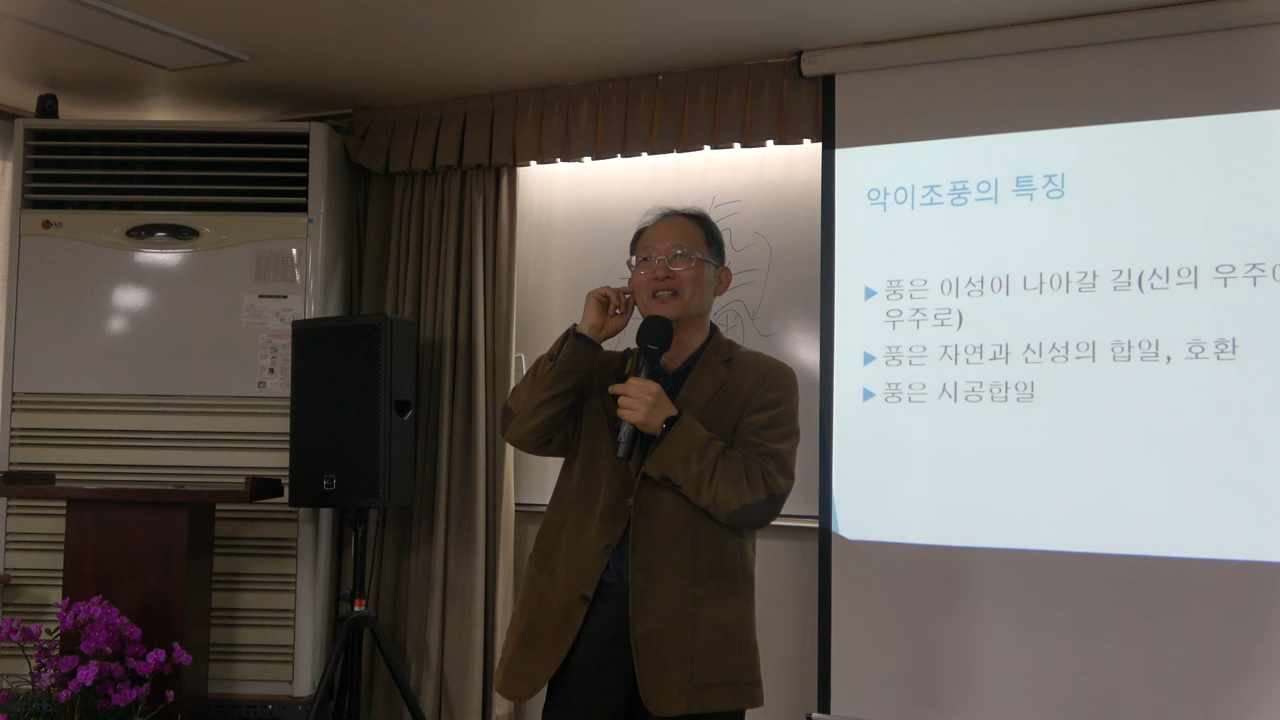 악이조풍의 특징
풍은 이성이 나아갈 길(신의 우주에
우주로)
풍은 자연과 신성의 합일, 호환
풍은 시공합일
氣